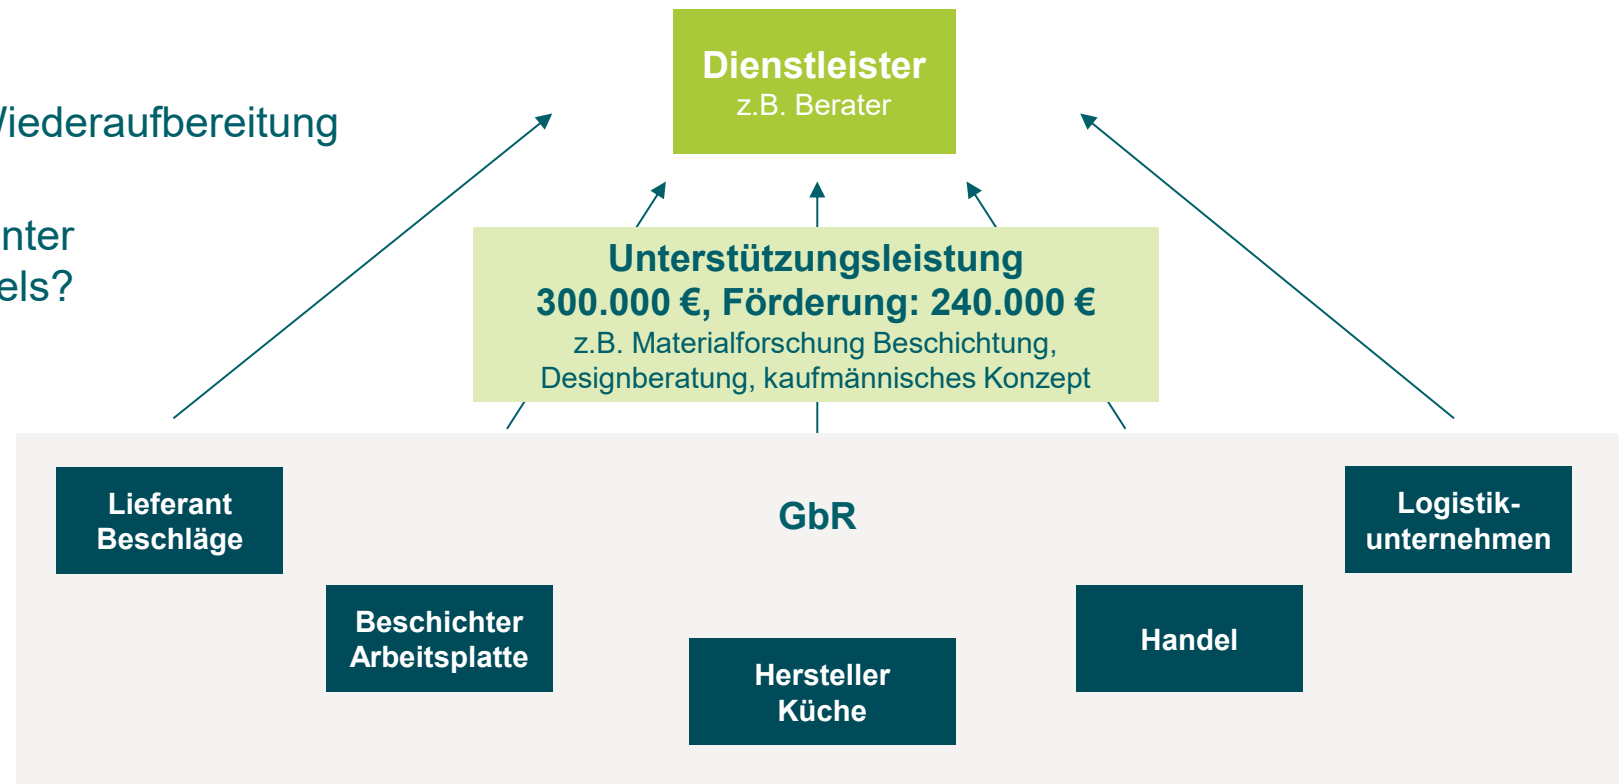 Dienstleister
z.B. Berater
Wiederaufbereitung
nter
els?
Unterstützungsleistung
300.000 €, Förderung: 240.000 €
z.B. Materialforschung Beschichtung,
Designberatung, kaufmännisches Konzept
GbR
Lieferant
Beschläge
Beschichter
Arbeitsplatte
Hersteller
Küche
Handel
Logistik-
unternehmen